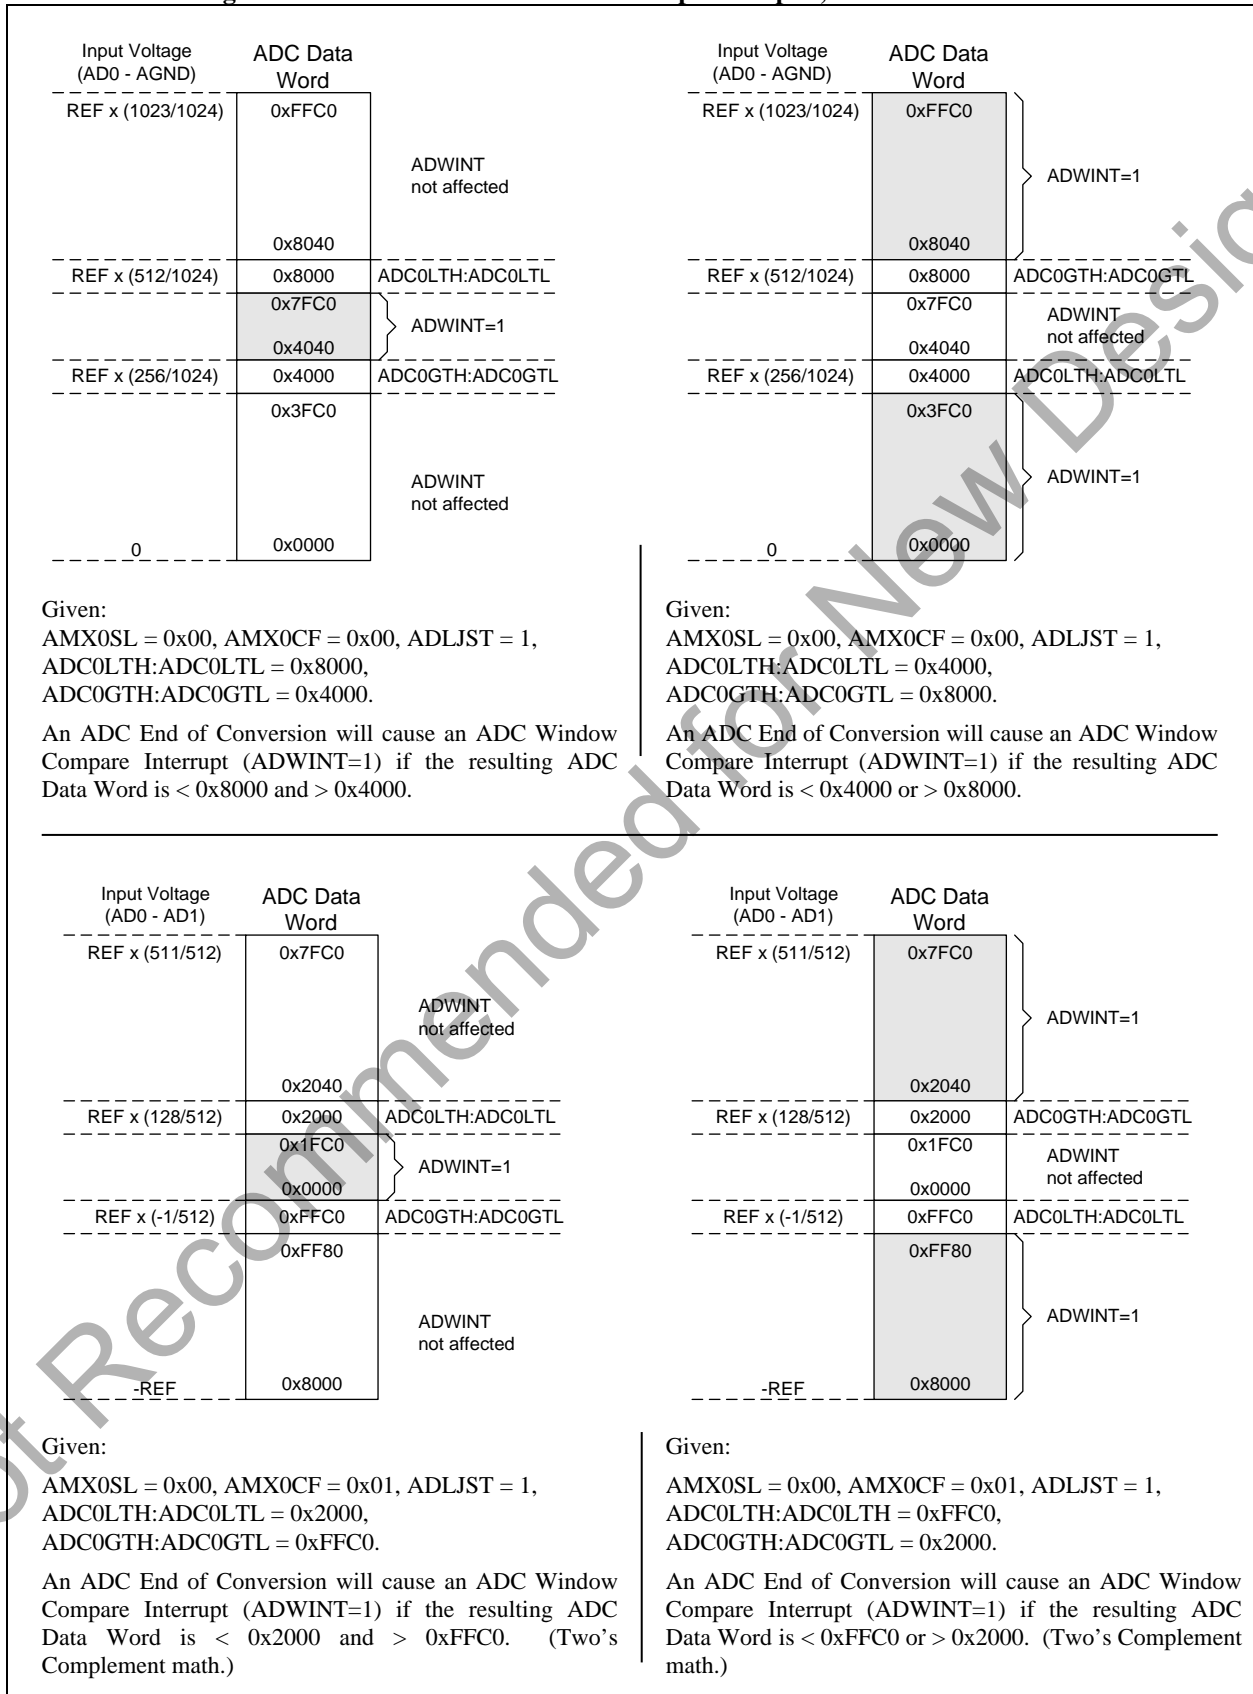 Input Voltage
(AD0 - AGND)
ADC Data
Word
REF x (1023/1024)
0xFFC0
ADWINT
not affected
0x8040
REF x (512/1024)
0x8000
ADC0LTH:ADC0LTL
0x7FC0
ADWINT=1
0x4040
REF x (256/1024)
0x4000
ADC0GTH:ADC0GTL
0x3FC0
ADWINT
not affected
0
0x0000
Input Voltage
(AD0 - AGND)
ADC Data
Word
REF x (1023/1024)
0xFFC0
ADWINT=1
0x8040
REF x (512/1024)
0x8000
ADC0GTH:ADC0GTL
0x7FC0
ADWINT
not affected
0x4040
REF x (256/1024)
0x4000
ADC0LTH:ADC0LTL
0x3FC0
ADWINT=1
0
0x0000
Given:
AMX0SL = 0x00, AMX0CF = 0x00, ADLJST = 1,
ADC0LTH:ADC0LTL = 0x8000,
ADC0GTH:ADC0GTL = 0x4000.
An ADC End of Conversion will cause an ADC Window
Compare Interrupt (ADWINT=1) if the resulting ADC
Data Word is < 0x8000 and > 0x4000.
Given:
AMX0SL = 0x00, AMX0CF = 0x00, ADLJST = 1,
ADC0LTH:ADC0LTL = 0x4000,
ADC0GTH:ADC0GTL = 0x8000.
An ADC End of Conversion will cause an ADC Window
Compare Interrupt (ADWINT=1) if the resulting ADC
Data Word is < 0x4000 or > 0x8000.
Input Voltage
(AD0 - AD1)
ADC Data
Word
REF x (511/512)
0x7FC0
ADWINT
not affected
0x2040
REF x (128/512)
0x2000
ADC0LTH:ADC0LTL
0x1FC0
ADWINT=1
0x0000
REF x (-1/512)
0xFFC0
ADC0GTH:ADC0GTL
0xFF80
ADWINT
not affected
-REF
0x8000
Input Voltage
(AD0 - AD1)
ADC Data
Word
REF x (511/512)
0x7FC0
ADWINT=1
0x2040
REF x (128/512)
0x2000
ADC0GTH:ADC0GTL
0x1FC0
ADWINT
not affected
0x0000
REF x (-1/512)
0xFFC0
ADC0LTH:ADC0LTL
0xFF80
ADWINT=1
-REF
0x8000
Given:
AMX0SL = 0x00, AMX0CF = 0x01, ADLJST = 1,
ADC0LTH:ADC0LTL = 0x2000,
ADC0GTH:ADC0GTL = 0xFFC0.
An ADC End of Conversion will cause an ADC Window
Compare Interrupt (ADWINT=1) if the resulting ADC
Data Word is < 0x2000 and > 0xFFC0. (Two's
Complement math.)
Given:
AMX0SL = 0x00, AMX0CF = 0x01, ADLJST = 1,
ADC0LTH:ADC0LTH = 0xFFC0,
ADC0GTH:ADC0GTL = 0x2000.
An ADC End of Conversion will cause an ADC Window
Compare Interrupt (ADWINT=1) if the resulting ADC
Data Word is < 0xFFC0 or > 0x2000. (Two's Complement
math.)
Recommended for New